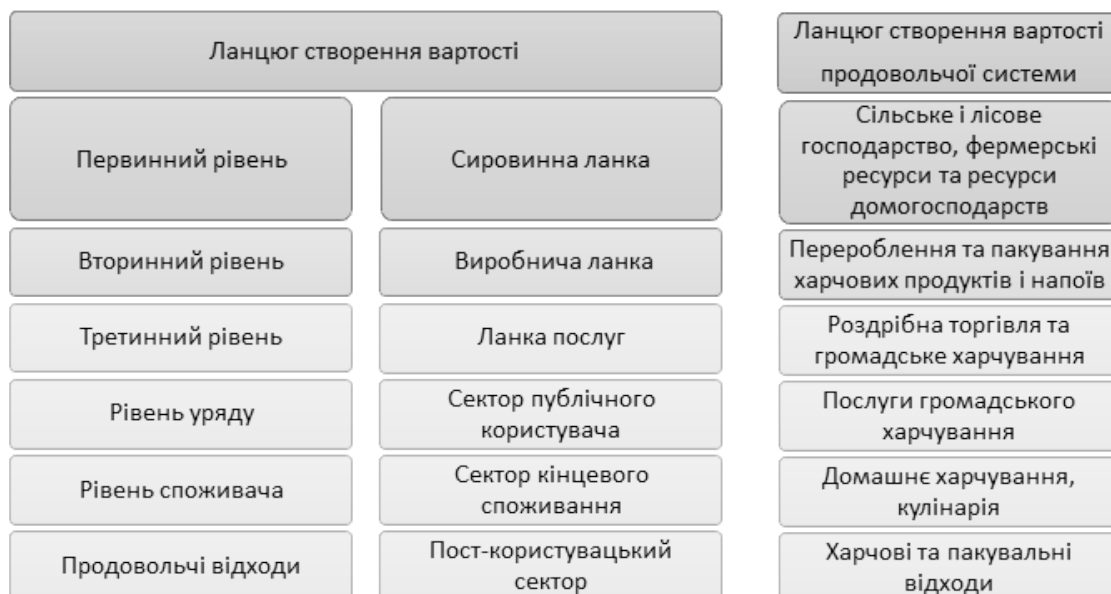 Ланцюг створення вартості
Ланцюг створення вартості
продовольчої системи
Первинний рівень
Сировинна ланка
Сільське і лісове
господарство, фермерські
ресурси та ресурси
домогосподарств
Вторинний рівень
Виробнича ланка
Перероблення та пакування
харчових продуктів і напоїв
Третинний рівень
Ланка послуг
Роздрібна торгівля та
громадське харчування
Рівень уряду
Сектор публічного
користувача
Послуги громадського
харчування
Рівень споживача
Сектор кінцевого
споживання
Домашнє харчування,
кулінарія
Продовольчі відходи
Пост-користувацький
сектор
Харчові та пакувальні
відходи